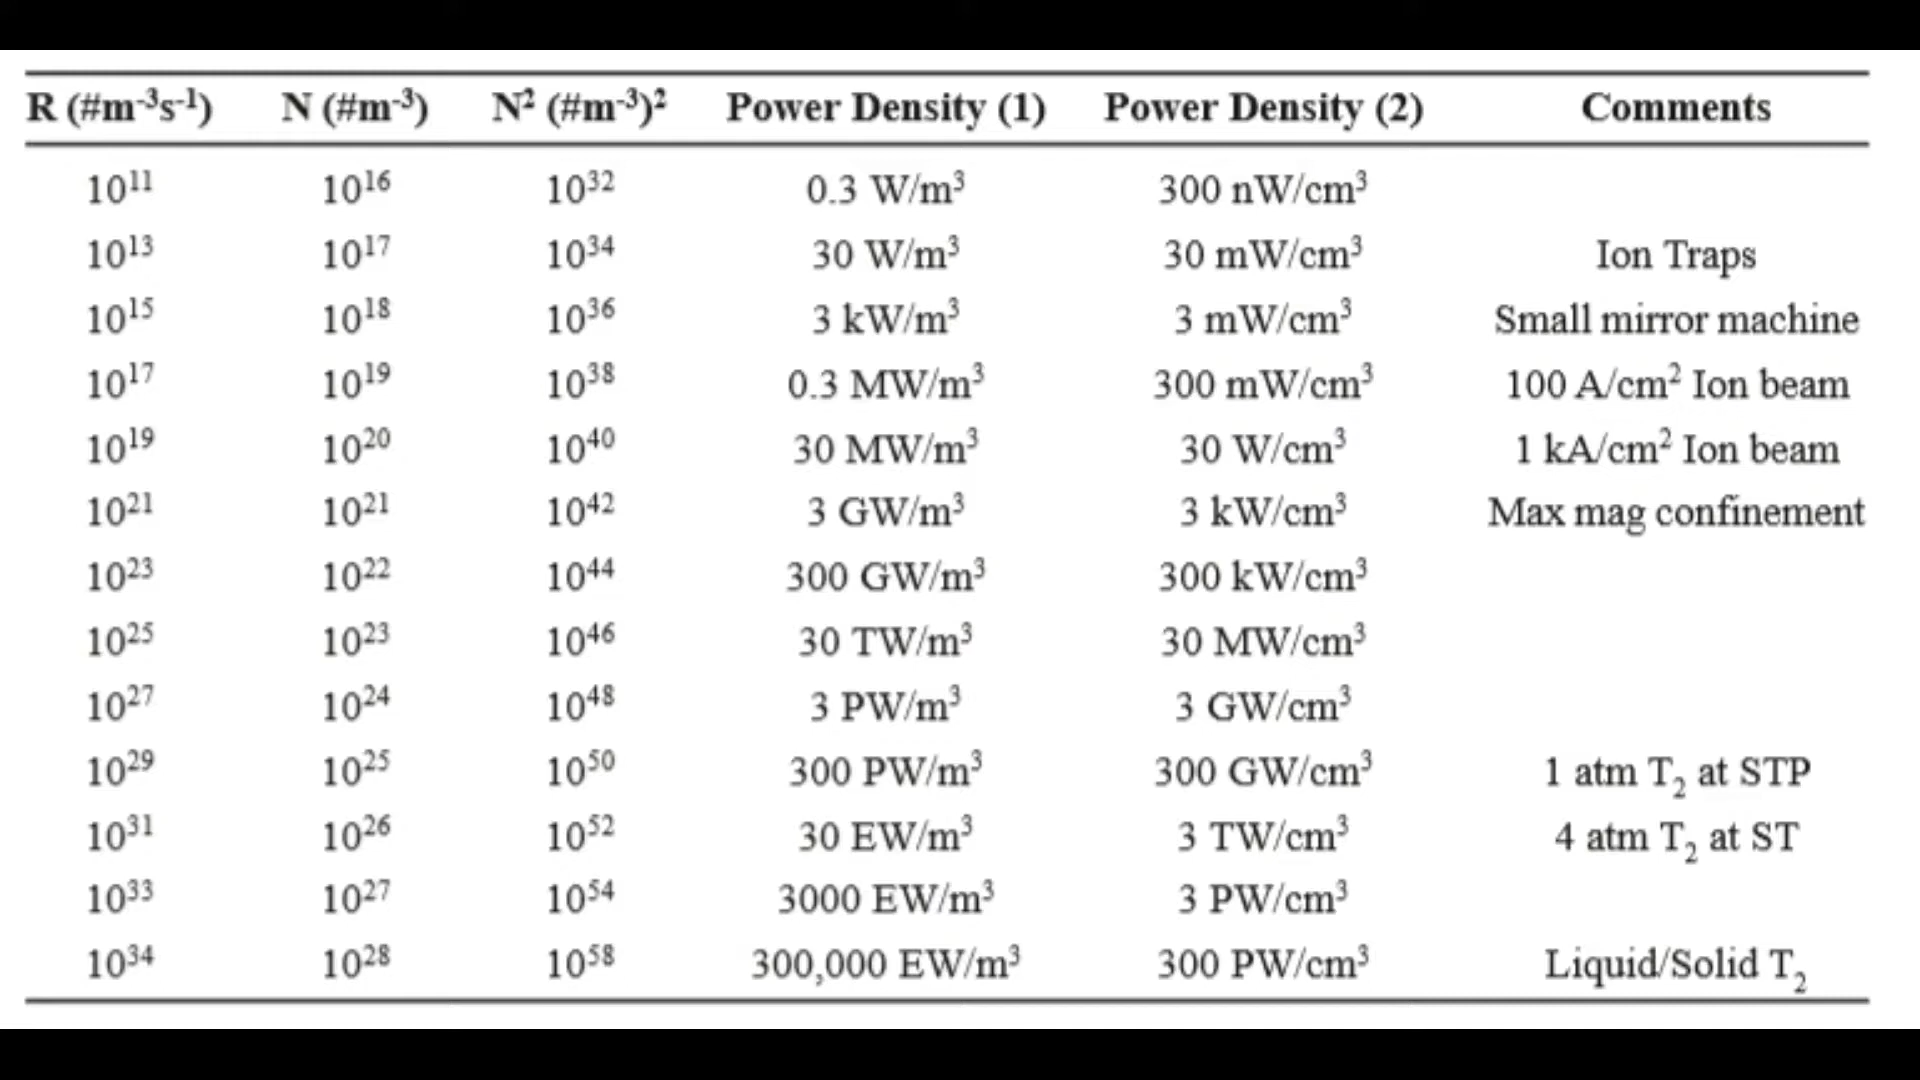 R (#m⁻³s⁻¹) N (#m⁻³) N² (#m⁻³)² Power Density (1) Power Density (2) Comments
10¹¹ 10¹⁶ 10³² 0.3 W/m³ 300 nW/cm³
10¹³ 10¹⁷ 10³⁴ 30 W/m³ 30 mW/cm³ Ion Traps
10¹⁵ 10¹⁸ 10³⁶ 3 kW/m³ 3 mW/cm³ Small mirror machine
10¹⁷ 10¹⁹ 10³⁸ 0.3 MW/m³ 300 mW/cm³ 100 A/cm² Ion beam
10¹⁹ 10²⁰ 10⁴⁰ 30 MW/m³ 30 W/cm³ 1 kA/cm² Ion beam
10²¹ 10²¹ 10⁴² 3 GW/m³ 3 kW/cm³ Max mag confinement
10²³ 10²² 10⁴⁴ 300 GW/m³ 300 kW/cm³
10²⁵ 10²³ 10⁴⁶ 30 TW/m³ 30 MW/cm³
10²⁷ 10²⁴ 10⁴⁸ 3 PW/m³ 3 GW/cm³
10²⁹ 10²⁵ 10⁵⁰ 300 PW/m³ 300 GW/cm³ 1 atm T₂ at STP
10³¹ 10²⁶ 10⁵² 30 EW/m³ 3 TW/cm³ 4 atm T₂ at ST
10³³ 10²⁷ 10⁵⁴ 3000 EW/m³ 3 PW/cm³
10³⁴ 10²⁸ 10⁵⁸ 300,000 EW/m³ 300 PW/cm³ Liquid/Solid T₂